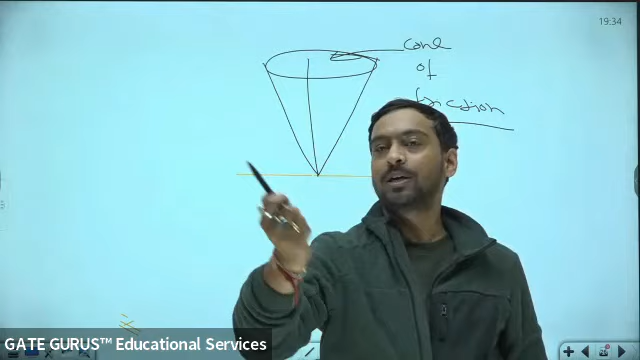 19:34
cone
of
friction
GATE GURUS™ Educational Services